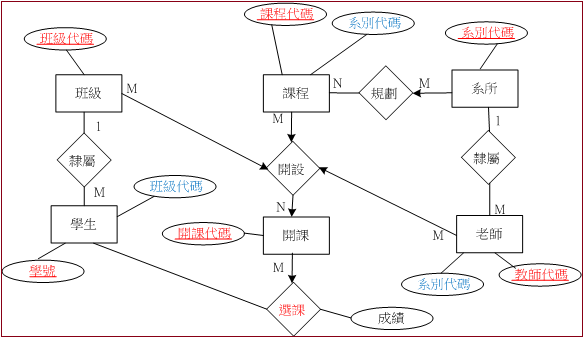 課程代碼
系別代碼
班級代碼
系別代碼
班級
M
課程
N
規劃
M
系所
1
M
1
隸屬
開設
隸屬
班級代碼
M
N
M
學生
開課代碼
開課
M
老師
學號
M
系別代碼
教師代碼
選課
成績